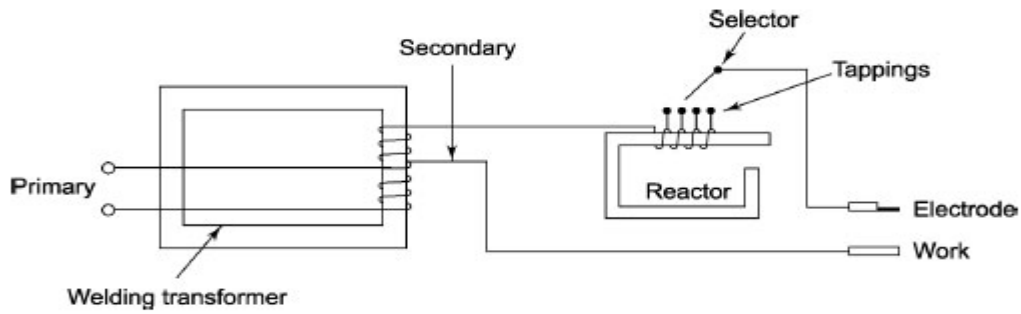 Selector
Secondary
Tappings
Primary
Reactor
Electrode
Work
Welding transformer